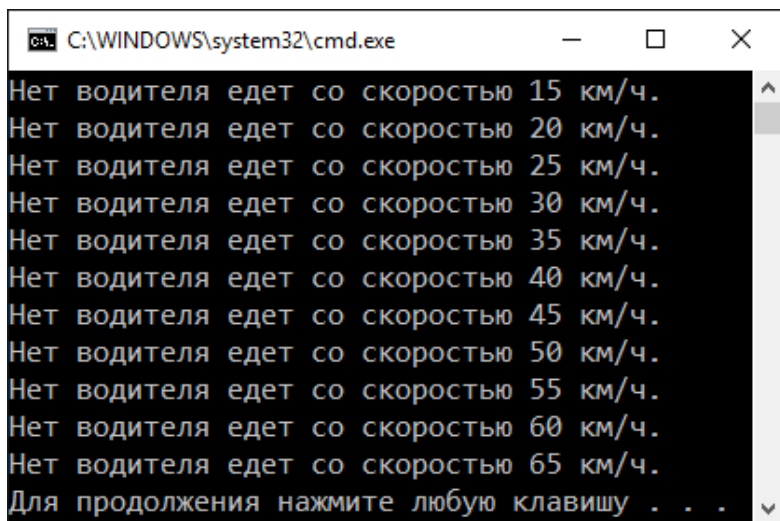 C:\WINDOWS\system32\cmd.exe
Нет водителя едет со скоростью 15 км/ч.
Нет водителя едет со скоростью 20 км/ч.
Нет водителя едет со скоростью 25 км/ч.
Нет водителя едет со скоростью 30 км/ч.
Нет водителя едет со скоростью 35 км/ч.
Нет водителя едет со скоростью 40 км/ч.
Нет водителя едет со скоростью 45 км/ч.
Нет водителя едет со скоростью 50 км/ч.
Нет водителя едет со скоростью 55 км/ч.
Нет водителя едет со скоростью 60 км/ч.
Нет водителя едет со скоростью 65 км/ч.
Для продолжения нажмите любую клавишу . . .